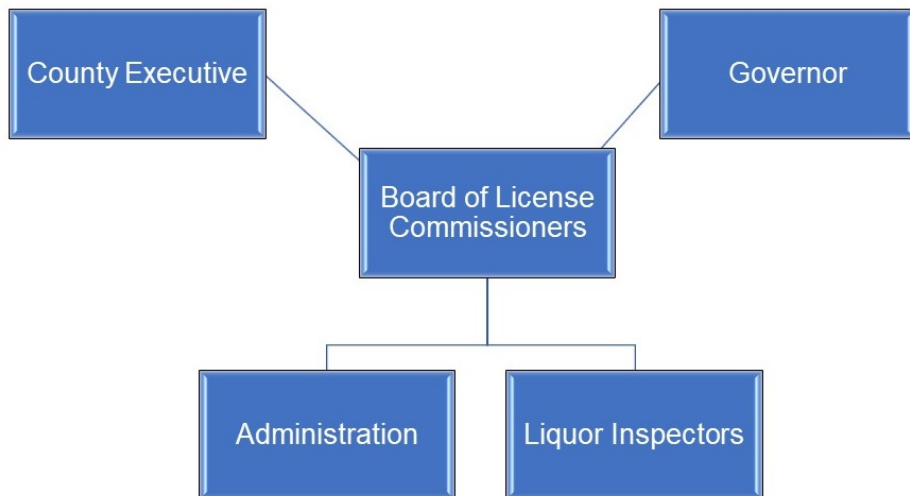 County Executive
Governor
Board of License
Commissioners
Administration
Liquor Inspectors